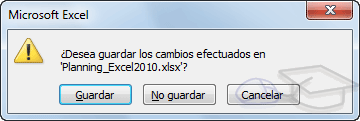 Microsoft Excel
¿Desea guardar los cambios efectuados en
'Planning_Excel2010.xlsx'?
Guardar
No guardar
Cancelar